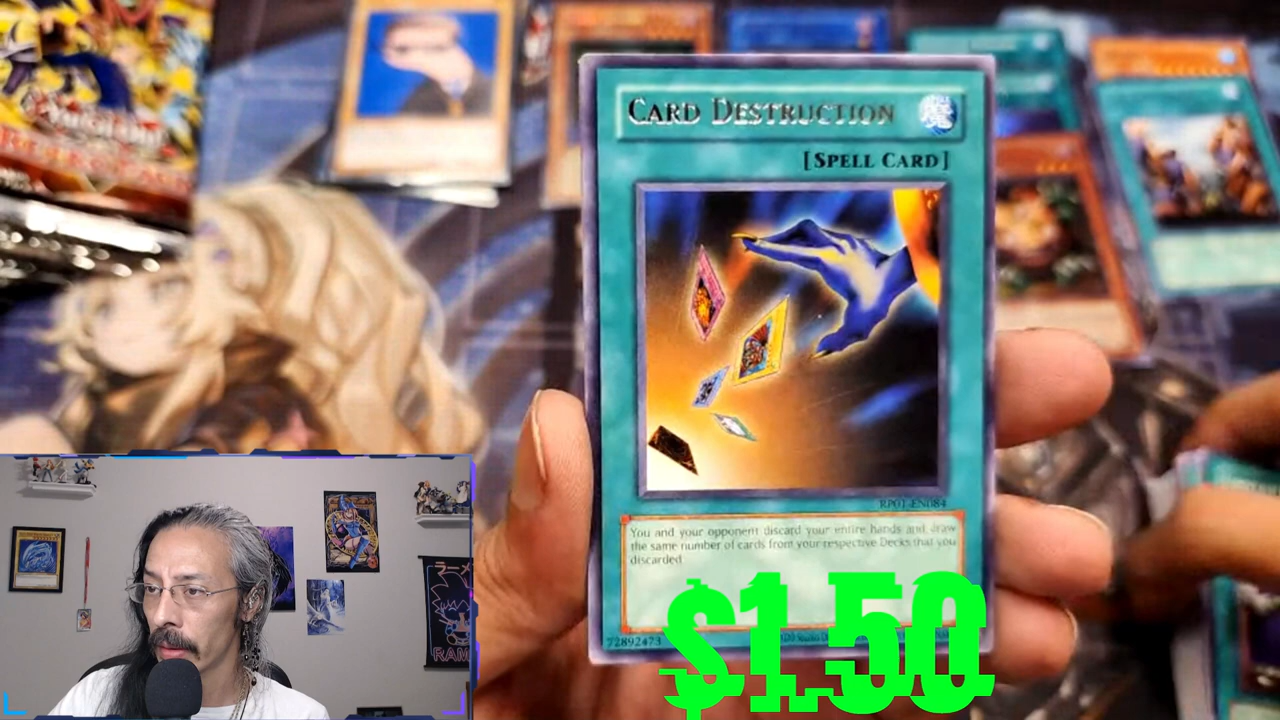 CARD DESTRUCTION
[SPELL CARD]
RP01-EN084
You and your opponent discard your entire hands and draw
the same number of cards from your respective Decks that you
discarded.
72892473
$1.50
RAM